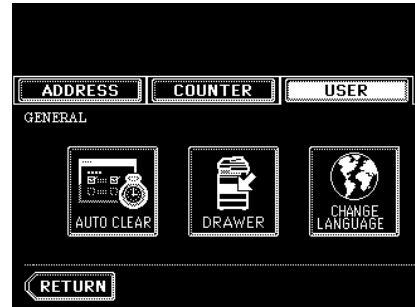 ADDRESS COUNTER USER
GENERAL
AUTO CLEAR DRAWER CHANGE
LANGUAGE
RETURN